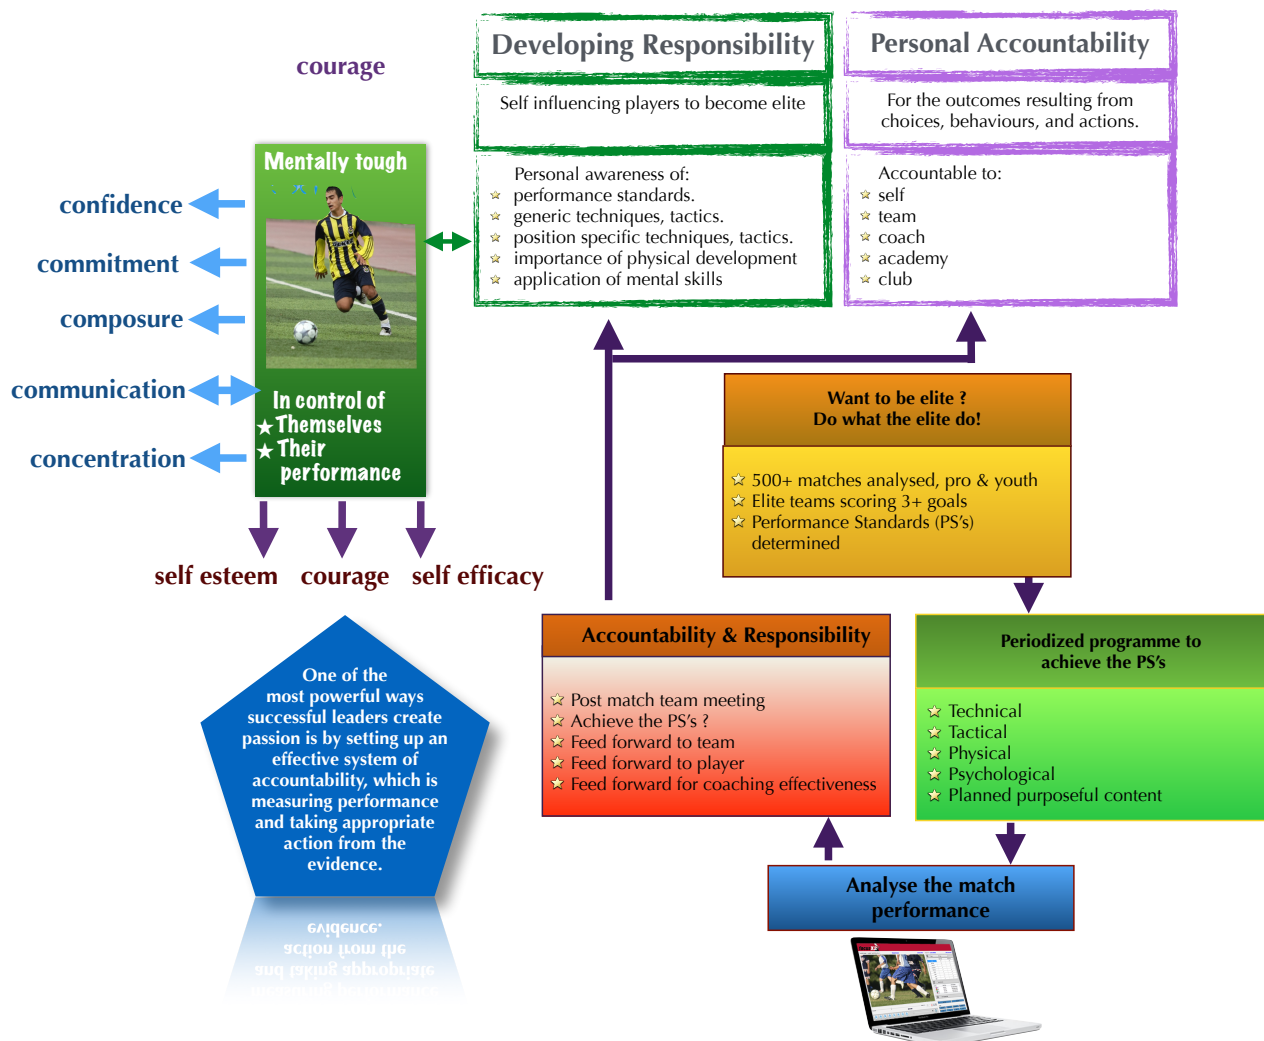 courage
Developing Responsibility
Self influencing players to become elite
Personal awareness of:
performance standards.
generic techniques, tactics.
position specific techniques, tactics.
importance of physical development
application of mental skills
Personal Accountability
For the outcomes resulting from
choices, behaviours, and actions.
Accountable to:
self
team
coach
academy
club
Mentally tough
In control of
Themselves
Their
performance
confidence
commitment
composure
communication
concentration
self esteem
courage
self efficacy
Want to be elite ?
Do what the elite do!
500+ matches analysed, pro & youth
Elite teams scoring 3+ goals
Performance Standards (PS's)
determined
Accountability & Responsibility
Post match team meeting
Achieve the PS's ?
Feed forward to team
Feed forward to player
Feed forward for coaching effectiveness
Periodized programme to
achieve the PS's
Technical
Tactical
Physical
Psychological
Planned purposeful content
Analyse the match
performance
One of the
most powerful ways
successful leaders create
passion is by setting up an
effective system of
accountability, which is
measuring performance
and taking appropriate
action from the
evidence.